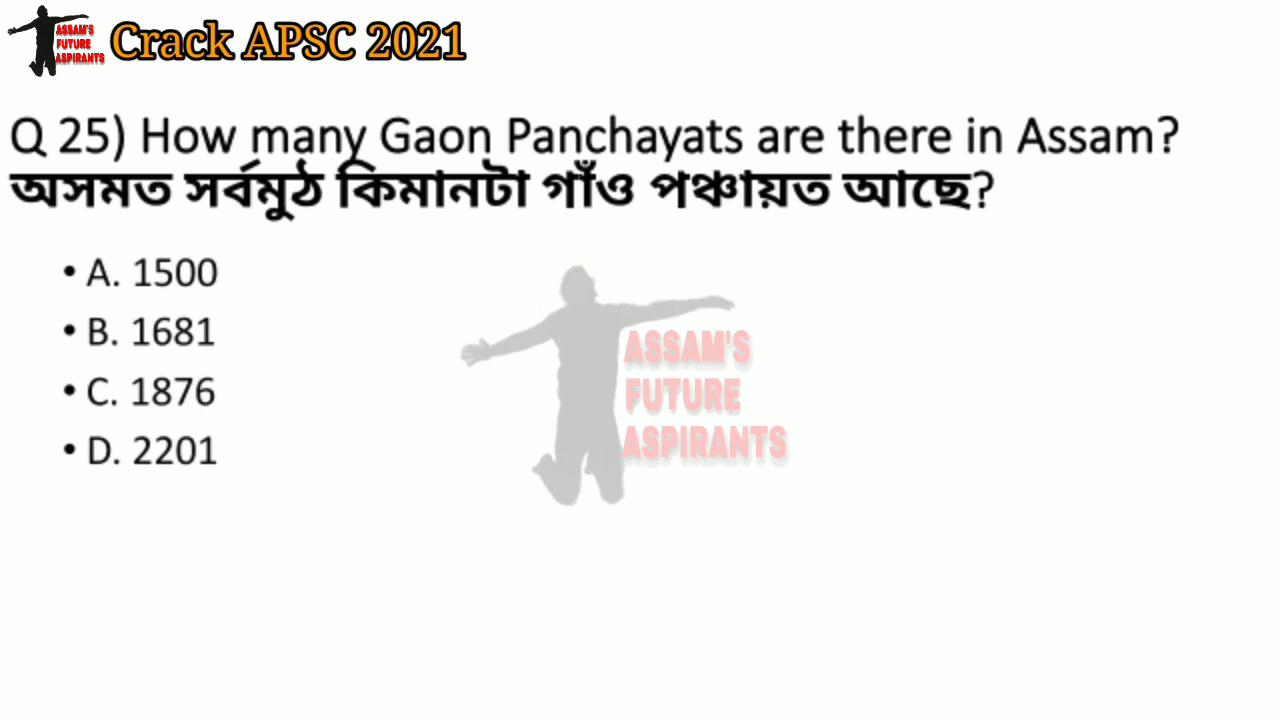 ASSAM'S
FUTURE
ASPIRANTS
Crack APSC 2021
Q 25) How many Gaon Panchayats are there in Assam?
অসমত সৰ্বমুঠ কিমানটা গাঁও পঞ্চায়ত আছে?
• A. 1500
• B. 1681
• C. 1876
• D. 2201
ASSAM'S
FUTURE
ASPIRANTS